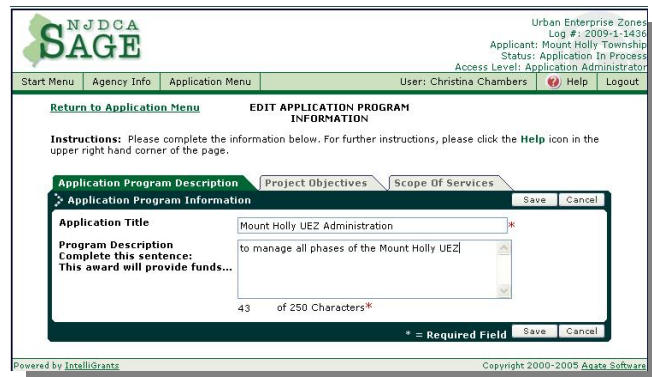 NJDCA
SAGE
Urban Enterprise Zones
Log #: 2009-1-1436
Applicant: Mount Holly Township
Status: Application In Process
Access Level: Application Administrator
Start Menu Agency Info Application Menu User: Christina Chambers Help Logout
Return to Application Menu EDIT APPLICATION PROGRAM
INFORMATION
Instructions: Please complete the information below. For further instructions, please click the Help icon in the
upper right hand corner of the page.
Application Program Description Project Objectives Scope Of Services
Application Program Information Save Cancel
Application Title Mount Holly UEZ Administration *
Program Description to manage all phases of the Mount Holly UEZ
Complete this sentence:
This award will provide funds...
43 of 250 Characters*
* = Required Field Save Cancel
Powered by IntelliGrants Copyright 2000-2005 Agate Software